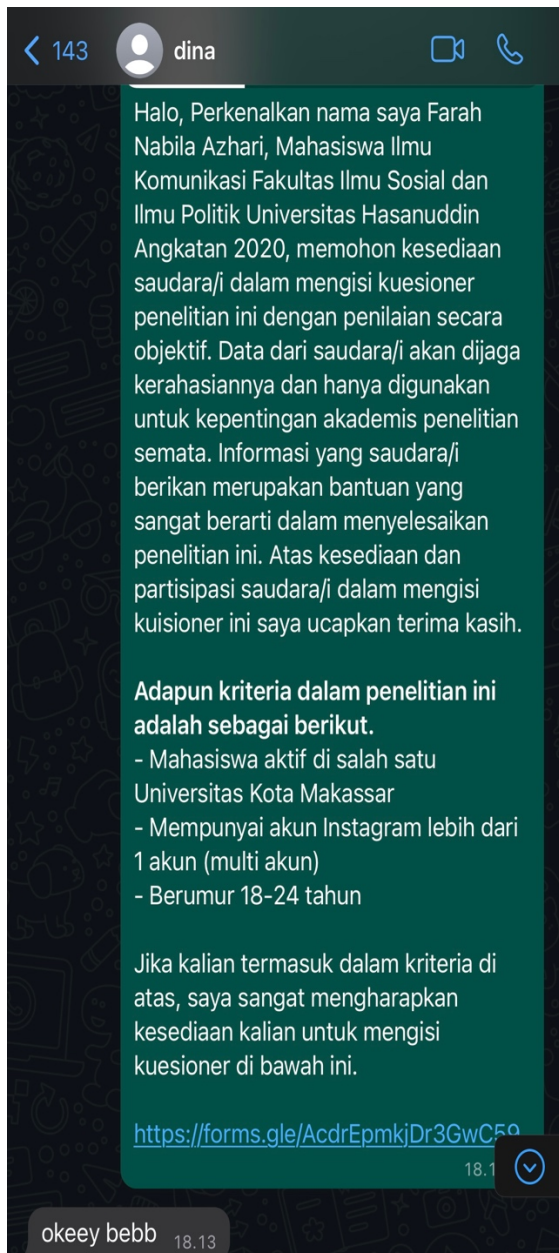 143
dina
Halo, Perkenalkan nama saya Farah
Nabila Azhari, Mahasiswa Ilmu
Komunikasi Fakultas Ilmu Sosial dan
Ilmu Politik Universitas Hasanuddin
Angkatan 2020, memohon kesediaan
saudara/i dalam mengisi kuesioner
penelitian ini dengan penilaian secara
objektif. Data dari saudara/i akan dijaga
kerahasiannya dan hanya digunakan
untuk kepentingan akademis penelitian
semata. Informasi yang saudara/i
berikan merupakan bantuan yang
sangat berarti dalam menyelesaikan
penelitian ini. Atas kesediaan dan
partisipasi saudara/i dalam mengisi
kuisioner ini saya ucapkan terima kasih.
Adapun kriteria dalam penelitian ini
adalah sebagai berikut.
- Mahasiswa aktif di salah satu
Universitas Kota Makassar
- Mempunyai akun Instagram lebih dari
1 akun (multi akun)
- Berumur 18-24 tahun
Jika kalian termasuk dalam kriteria di
atas, saya sangat mengharapkan
kesediaan kalian untuk mengisi
kuesioner di bawah ini.
https://forms.gle/AcdrEpmkjDr3GwC59
18.1
okeey bebb 18.13